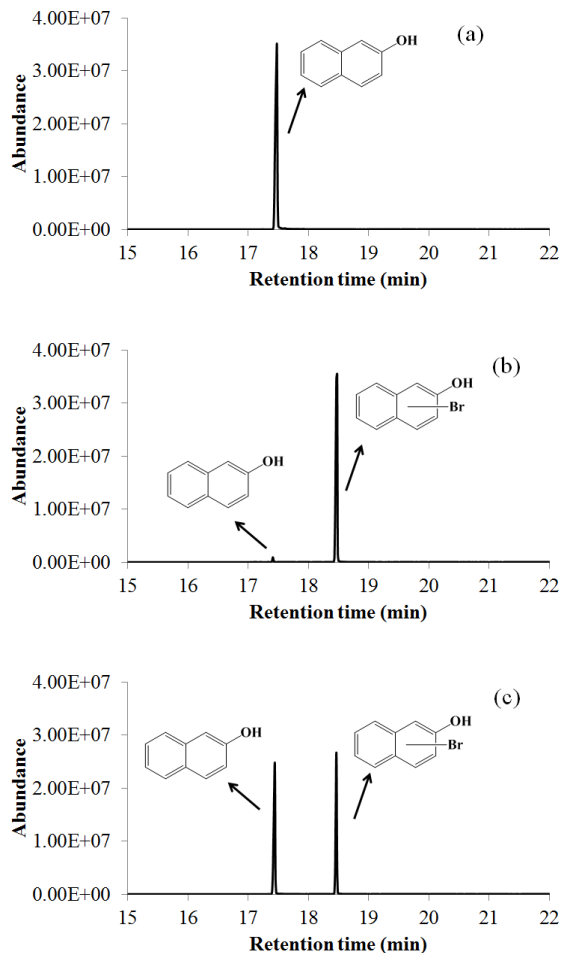 (a)
OH
Abundance
4.00E+07
3.00E+07
2.00E+07
1.00E+07
0.00E+00
15 16 17 18 19 20 21 22
Retention time (min)
(b)
OH
Br
OH
Abundance
4.00E+07
3.00E+07
2.00E+07
1.00E+07
0.00E+00
15 16 17 18 19 20 21 22
Retention time (min)
(c)
OH
OH
Br
Abundance
4.00E+07
3.00E+07
2.00E+07
1.00E+07
0.00E+00
15 16 17 18 19 20 21 22
Retention time (min)